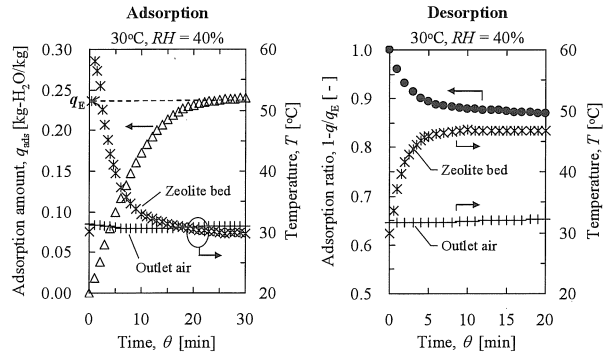 Adsorption
30°C, RH = 40%
Adsorption amount, q_ads [kg-H₂O/kg]
0.30
0.25
q_E
0.20
0.15
0.10
0.05
0.00
60
50
40
30
20
Temperature, T [°C]
Zeolite bed
Outlet air
0
10
20
30
Time, θ [min]
Desorption
30°C, RH = 40%
Adsorption ratio, 1-q/q_E [ - ]
1.0
0.9
0.8
0.7
0.6
0.5
60
50
40
30
20
Temperature, T [°C]
Zeolite bed
Outlet air
0
5
10
15
20
Time, θ [min]